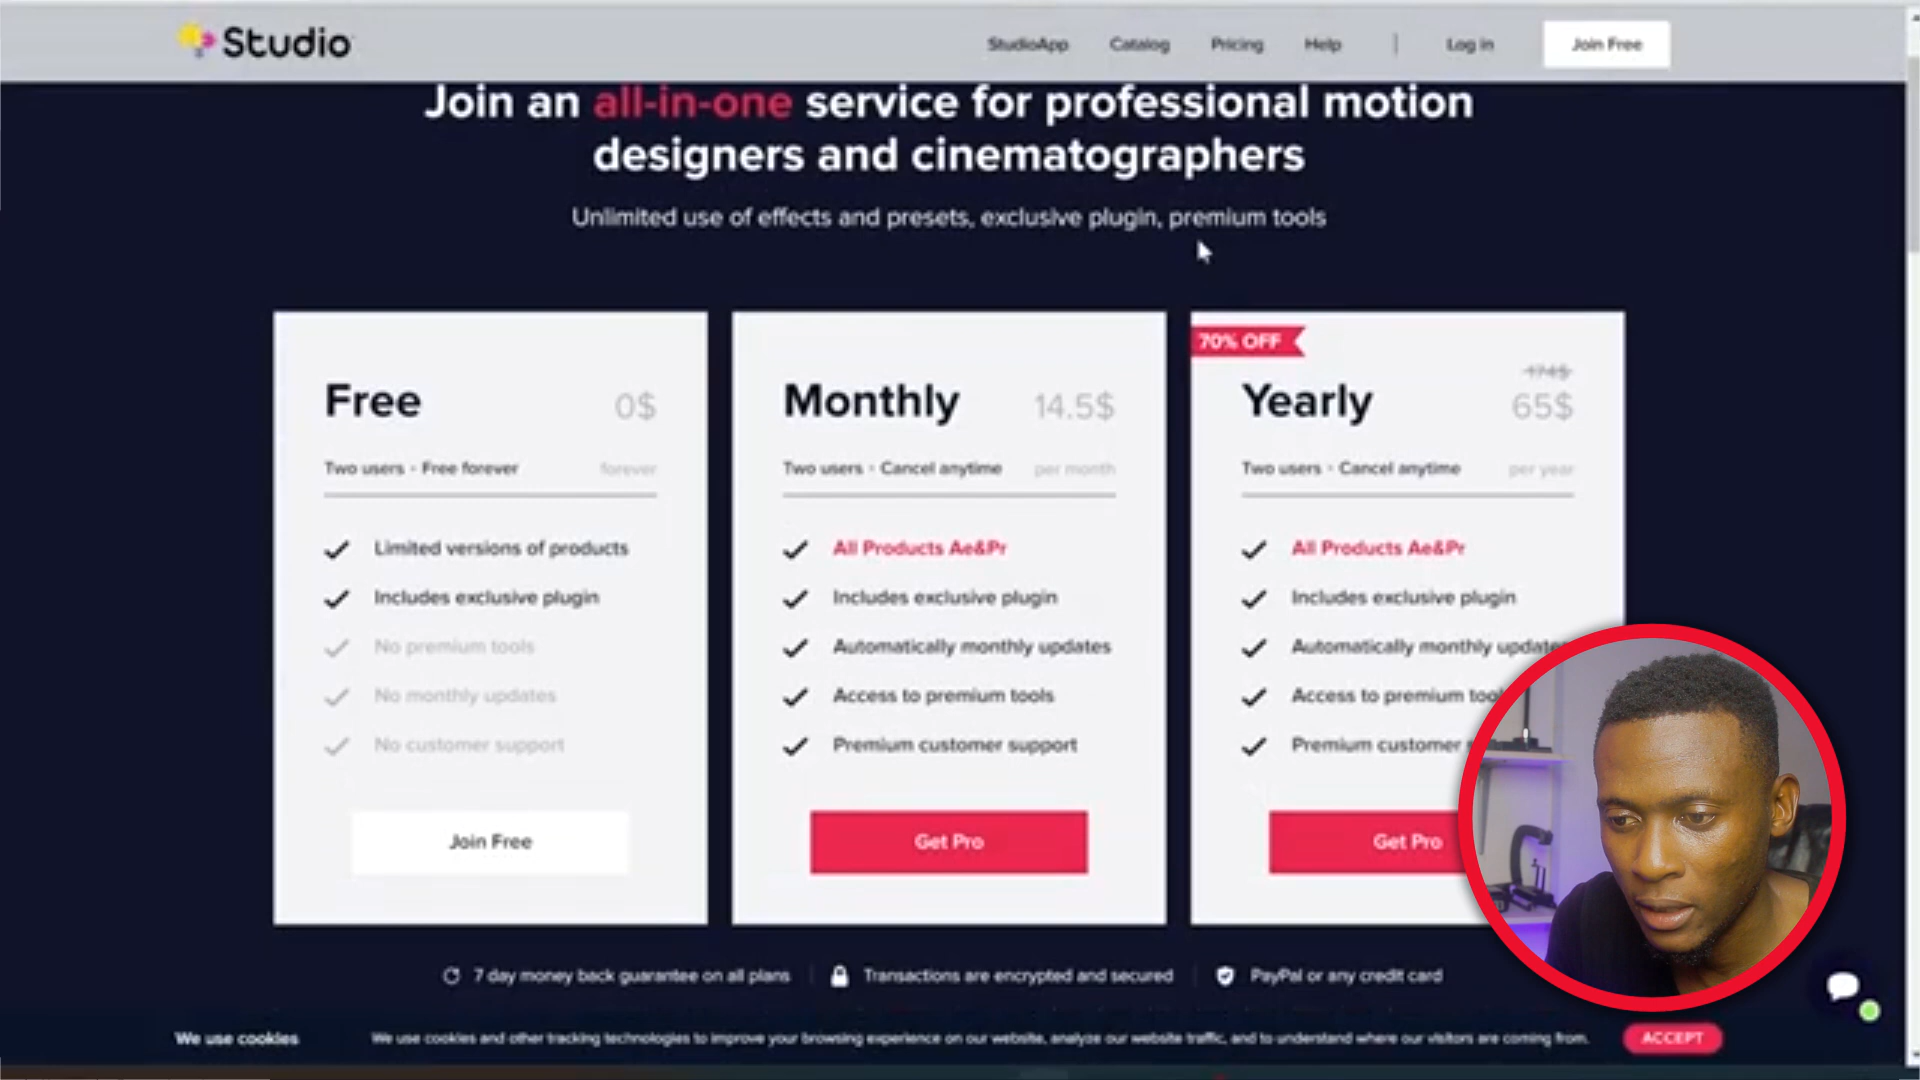 Studio
StudioApp Catalog Pricing Help | Log in Join Free
Join an all-in-one service for professional motion
designers and cinematographers
Unlimited use of effects and presets, exclusive plugin, premium tools
Free 0$
Two users • Free forever forever
Limited versions of products
Includes exclusive plugin
No premium tools
No monthly updates
No customer support
Join Free
Monthly 14.5$
Two users • Cancel anytime per month
All Products Ae&Pr
Includes exclusive plugin
Automatically monthly updates
Access to premium tools
Premium customer support
Get Pro
70% OFF
174$
Yearly 65$
Two users • Cancel anytime per year
All Products Ae&Pr
Includes exclusive plugin
Automatically monthly update
Access to premium tool
Premium customer
Get Pro
7 day money back guarantee on all plans
Transactions are encrypted and secured
PayPal or any credit card
We use cookies
We use cookies and other tracking technologies to improve your browsing experience on our website, analyze our website traffic, and to understand where our visitors are coming from.
ACCEPT